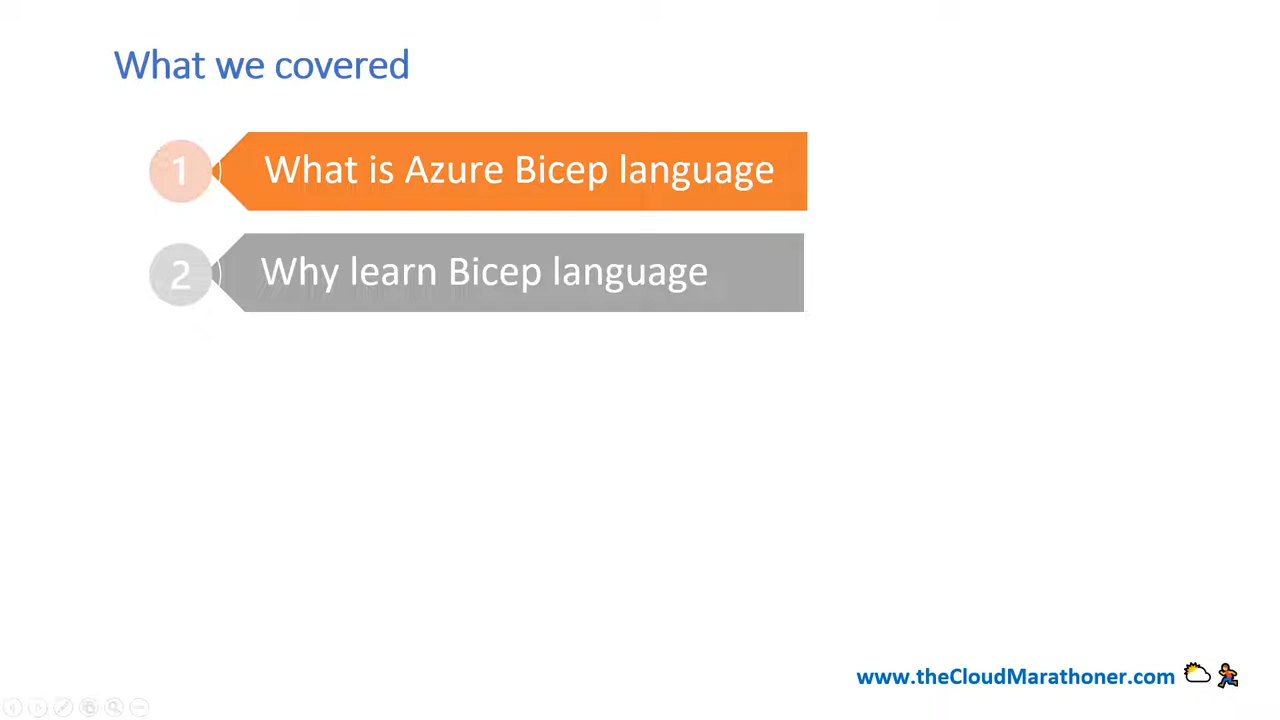 What we covered
1 What is Azure Bicep language
2 Why learn Bicep language
www.theCloudMarathoner.com